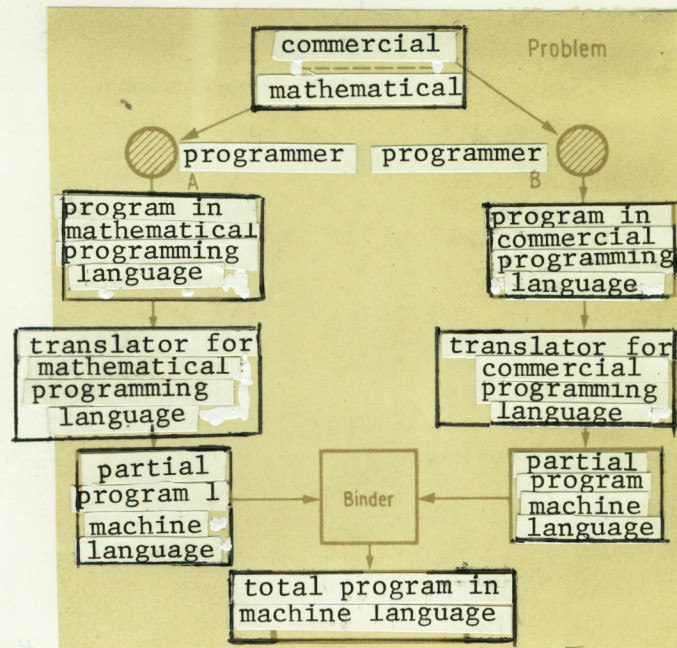 commercial
Problem
mathematical
programmer
programmer
A
B
program in
mathematical
programming
language
program in
commercial
programming
language
translator for
mathematical
programming
language
translator for
commercial
programming
language
partial
program 1
machine
language
Binder
partial
program
machine
language
total program in
machine language